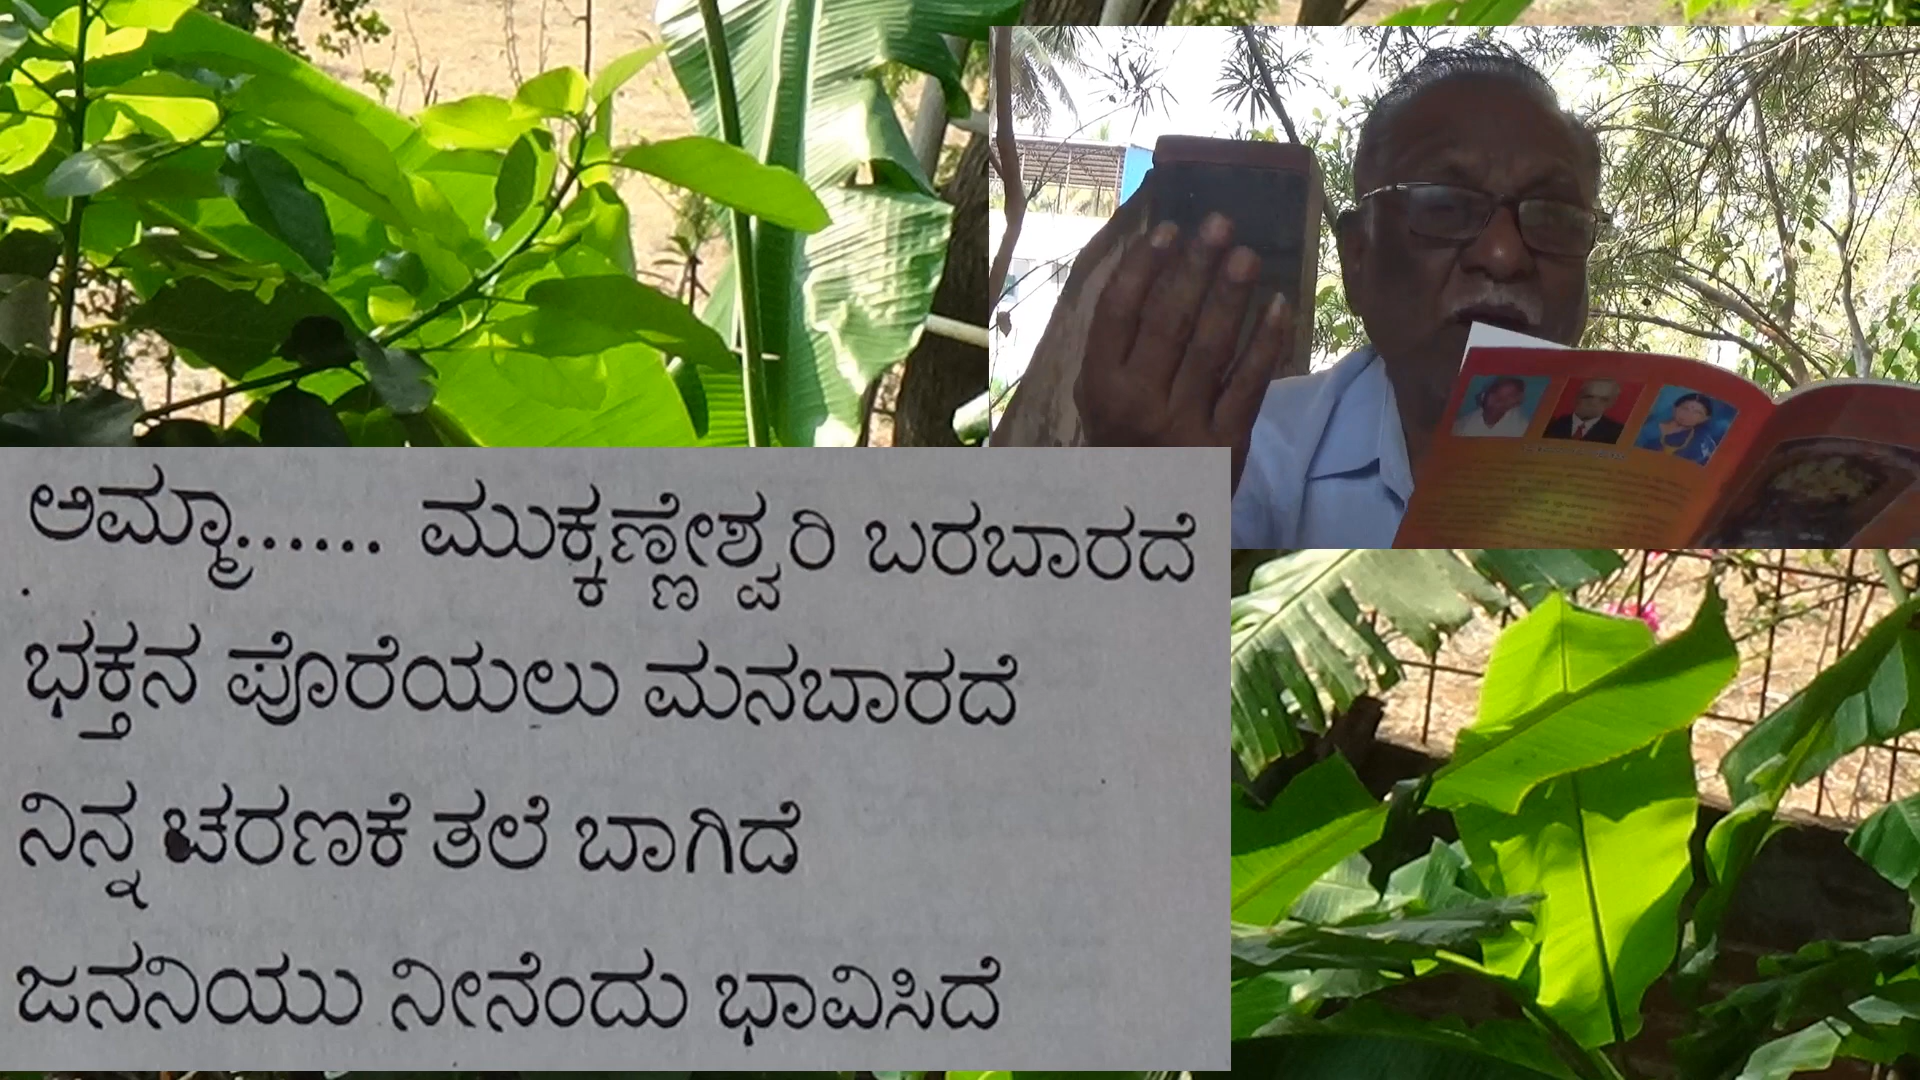 ಅಮ್ಮಾ...... ಮುಕ್ಕಣ್ಣೇಶ್ವರಿ ಬರಬಾರದೆ
ಭಕ್ತನ ಪೊರೆಯಲು ಮನಬಾರದೆ
ನಿನ್ನ ಚರಣಕೆ ತಲೆ ಬಾಗಿದೆ
ಜನನಿಯು ನೀನೆಂದು ಭಾವಿಸಿದೆ